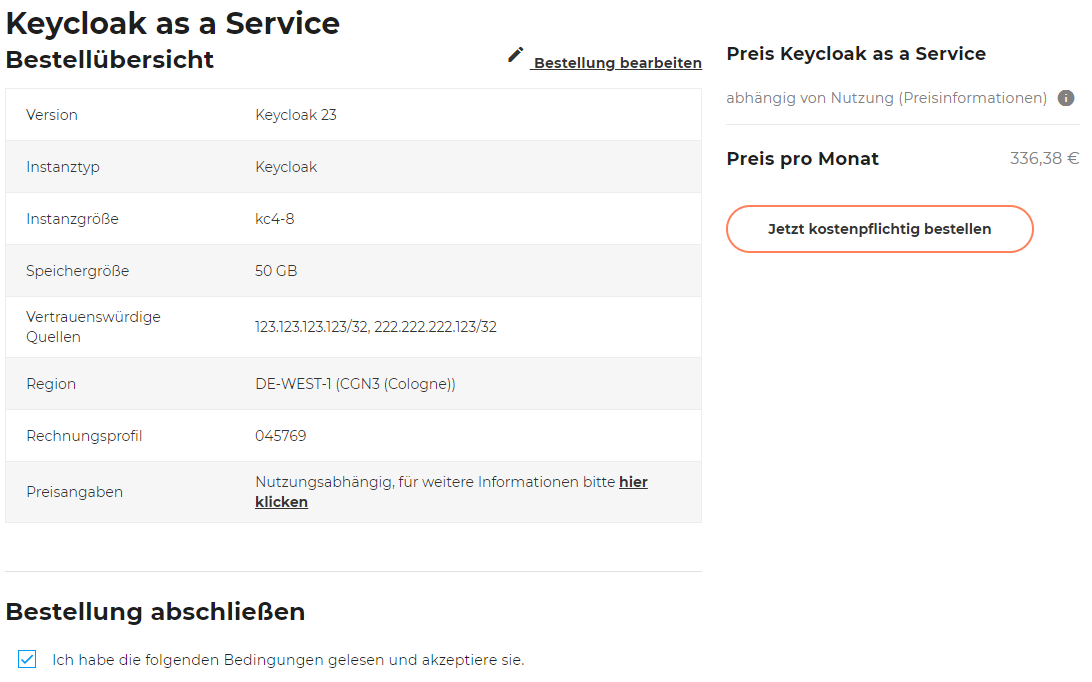 Keycloak as a Service
Bestellübersicht
Bestellung bearbeiten
Version Keycloak 23
Instanztyp Keycloak
Instanzgröße kc4-8
Speichergröße 50 GB
Vertrauenswürdige
Quellen
123.123.123.123/32, 222.222.222.123/32
Region DE-WEST-1 (CGN3 (Cologne))
Rechnungsprofil 045769
Preisangaben
Nutzungsabhängig, für weitere Informationen bitte hier
klicken
Preis Keycloak as a Service
abhängig von Nutzung (Preisinformationen) i
Preis pro Monat 336,38 €
Jetzt kostenpflichtig bestellen
Bestellung abschließen
Ich habe die folgenden Bedingungen gelesen und akzeptiere sie.